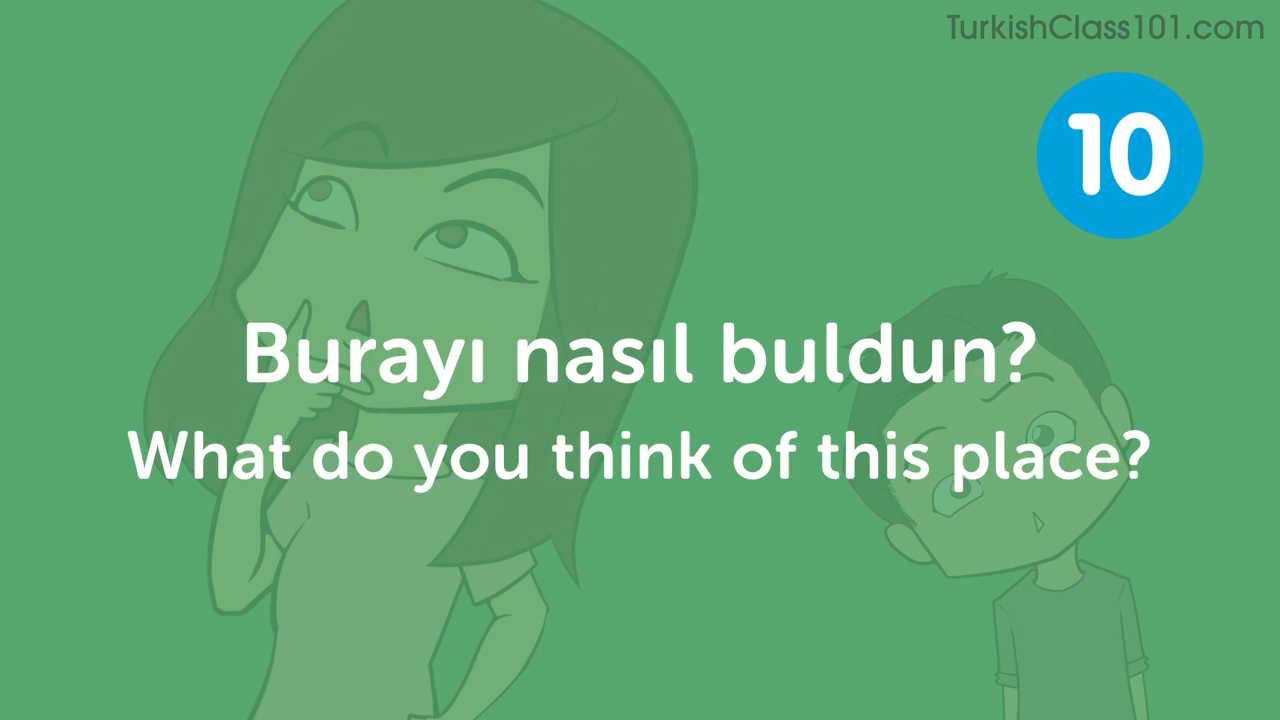 TurkishClass101.com
10
Burayı nasıl buldun?
What do you think of this place?